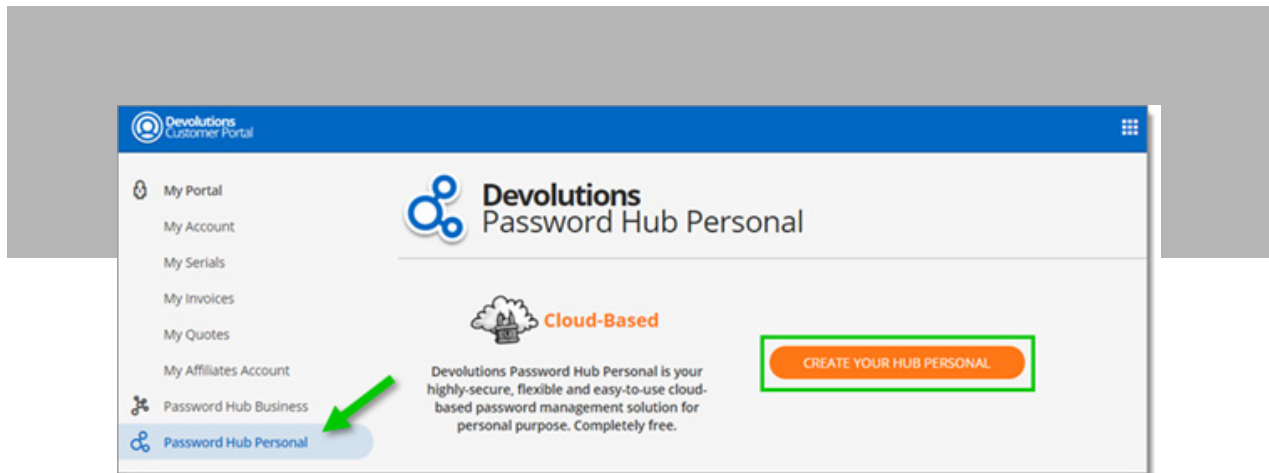 Devolutions
Customer Portal
My Portal
My Account
My Serials
My Invoices
My Quotes
My Affiliates Account
Password Hub Business
Password Hub Personal
Devolutions
Password Hub Personal
Cloud-Based
Devolutions Password Hub Personal is your
highly-secure, flexible and easy-to-use cloud-
based password management solution for
personal purpose. Completely free.
CREATE YOUR HUB PERSONAL